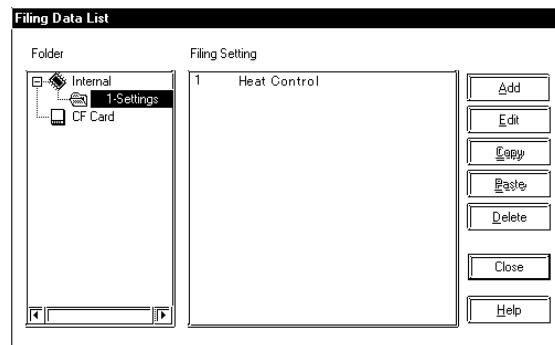 Filing Data List
Folder
Filing Setting
Internal
1-Settings
CF Card
1 Heat Control
Add
Edit
Copy
Paste
Delete
Close
Help